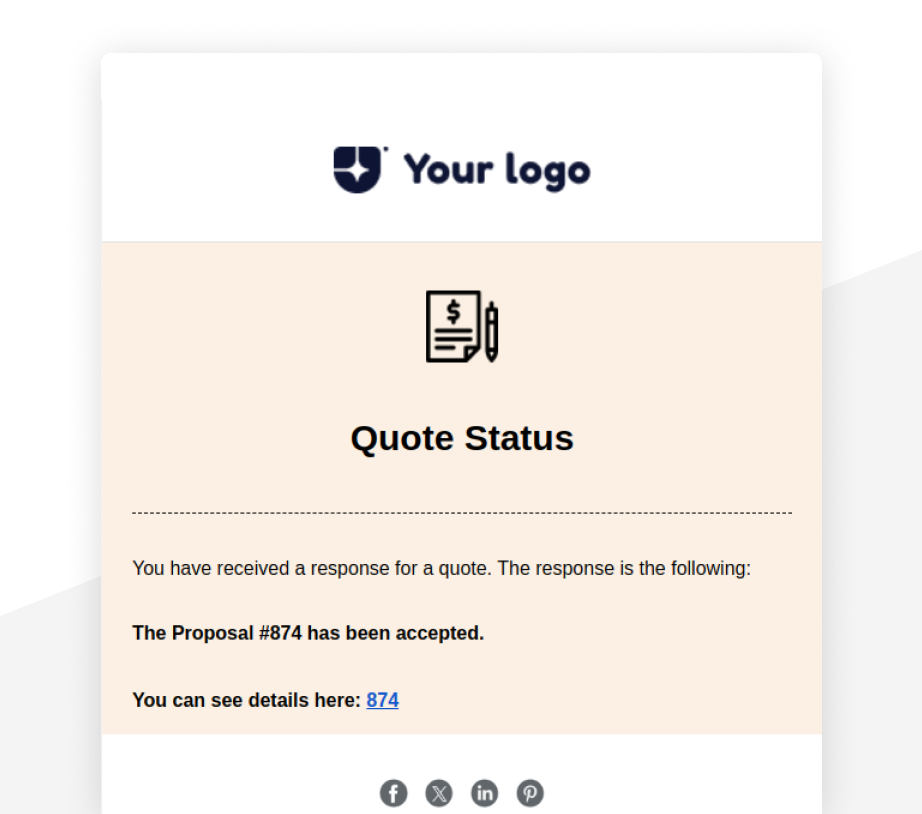 Your logo
$
Quote Status
You have received a response for a quote. The response is the following:
The Proposal #874 has been accepted.
You can see details here: 874